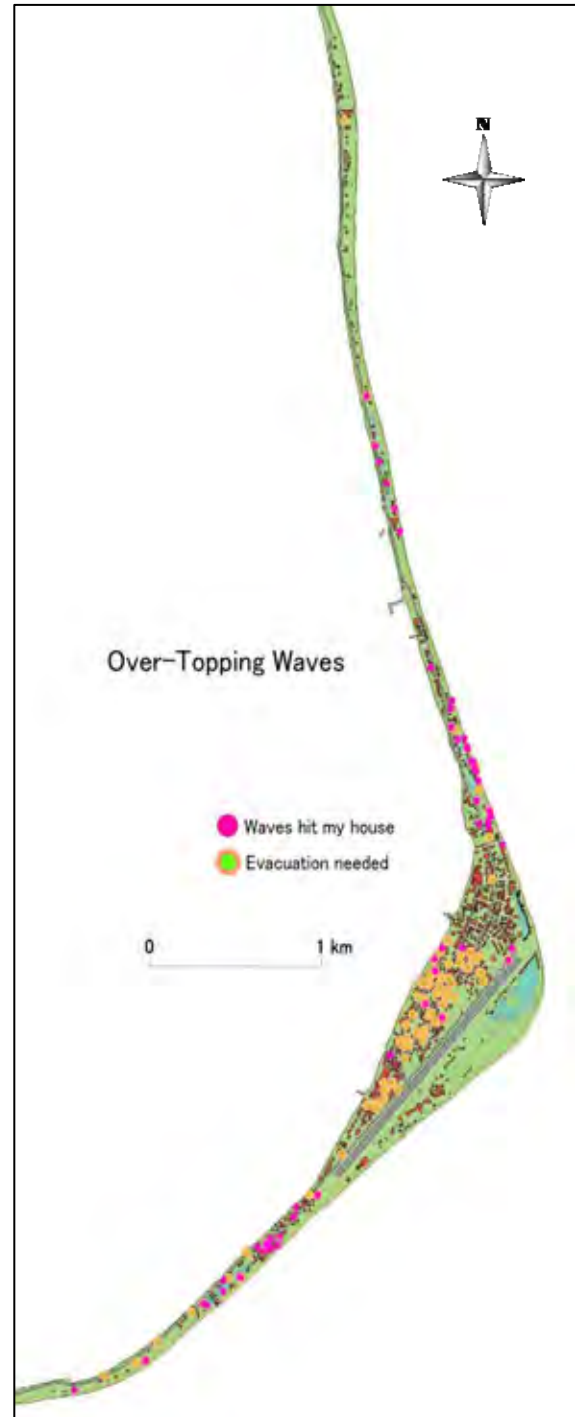 N
Over-Topping Waves
Waves hit my house
Evacuation needed
0 1 km